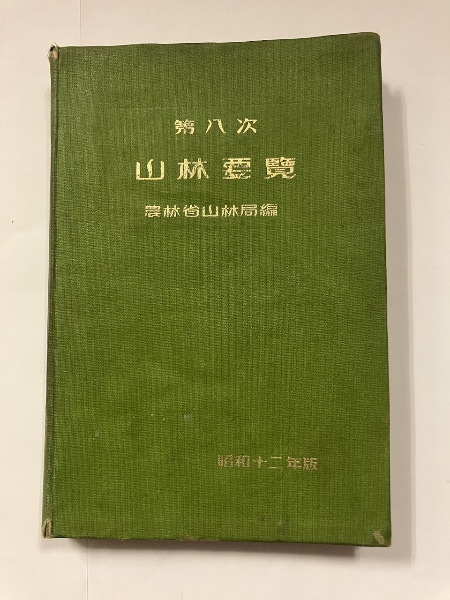 第八次
山林要覽
農林省山林局編
昭和十二年版